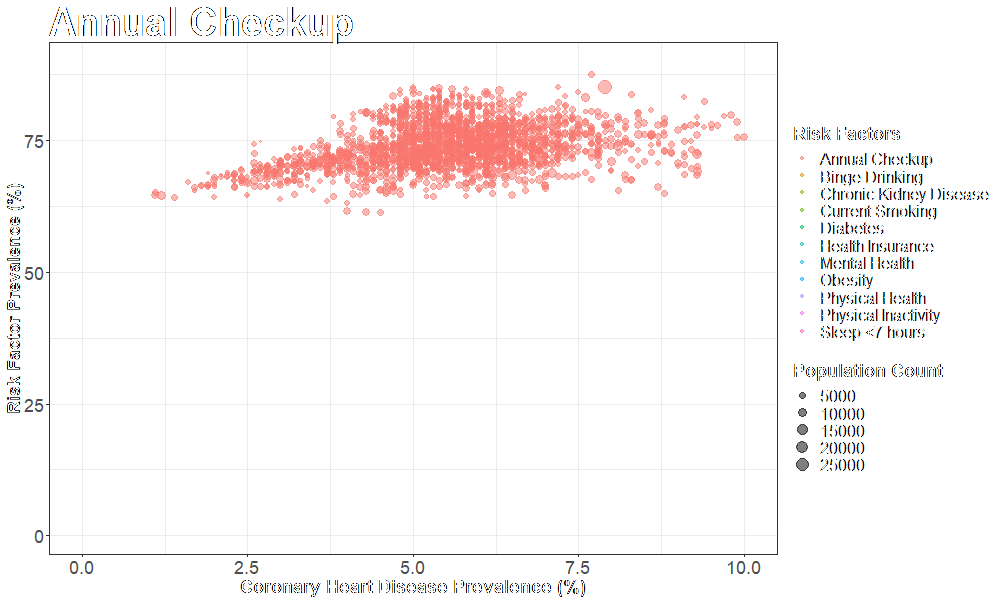 Annual Checkup
Risk Factor Prevalence (%)
75
50
25
0
0.0
2.5
5.0
7.5
10.0
Coronary Heart Disease Prevalence (%)
Risk Factors
Annual Checkup
Binge Drinking
Chronic Kidney Disease
Current Smoking
Diabetes
Health Insurance
Mental Health
Obesity
Physical Health
Physical Inactivity
Sleep <7 hours
Population Count
5000
10000
15000
20000
25000